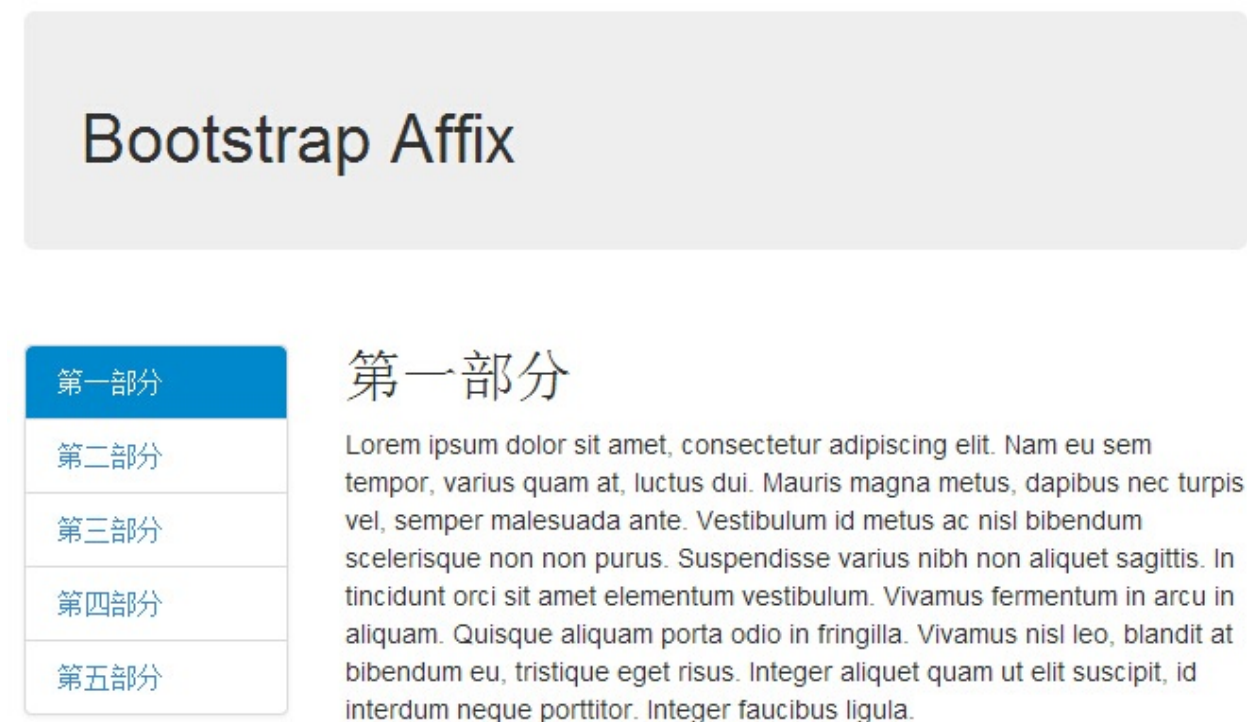 Bootstrap Affix
第一部分
第二部分
第三部分
第四部分
第五部分
第一部分
Lorem ipsum dolor sit amet, consectetur adipiscing elit. Nam eu sem
tempor, varius quam at, luctus dui. Mauris magna metus, dapibus nec turpis
vel, semper malesuada ante. Vestibulum id metus ac nisl bibendum
scelerisque non non purus. Suspendisse varius nibh non aliquet sagittis. In
tincidunt orci sit amet elementum vestibulum. Vivamus fermentum in arcu in
aliquam. Quisque aliquam porta odio in fringilla. Vivamus nisl leo, blandit at
bibendum eu, tristique eget risus. Integer aliquet quam ut elit suscipit, id
interdum neque porttitor. Integer faucibus ligula.